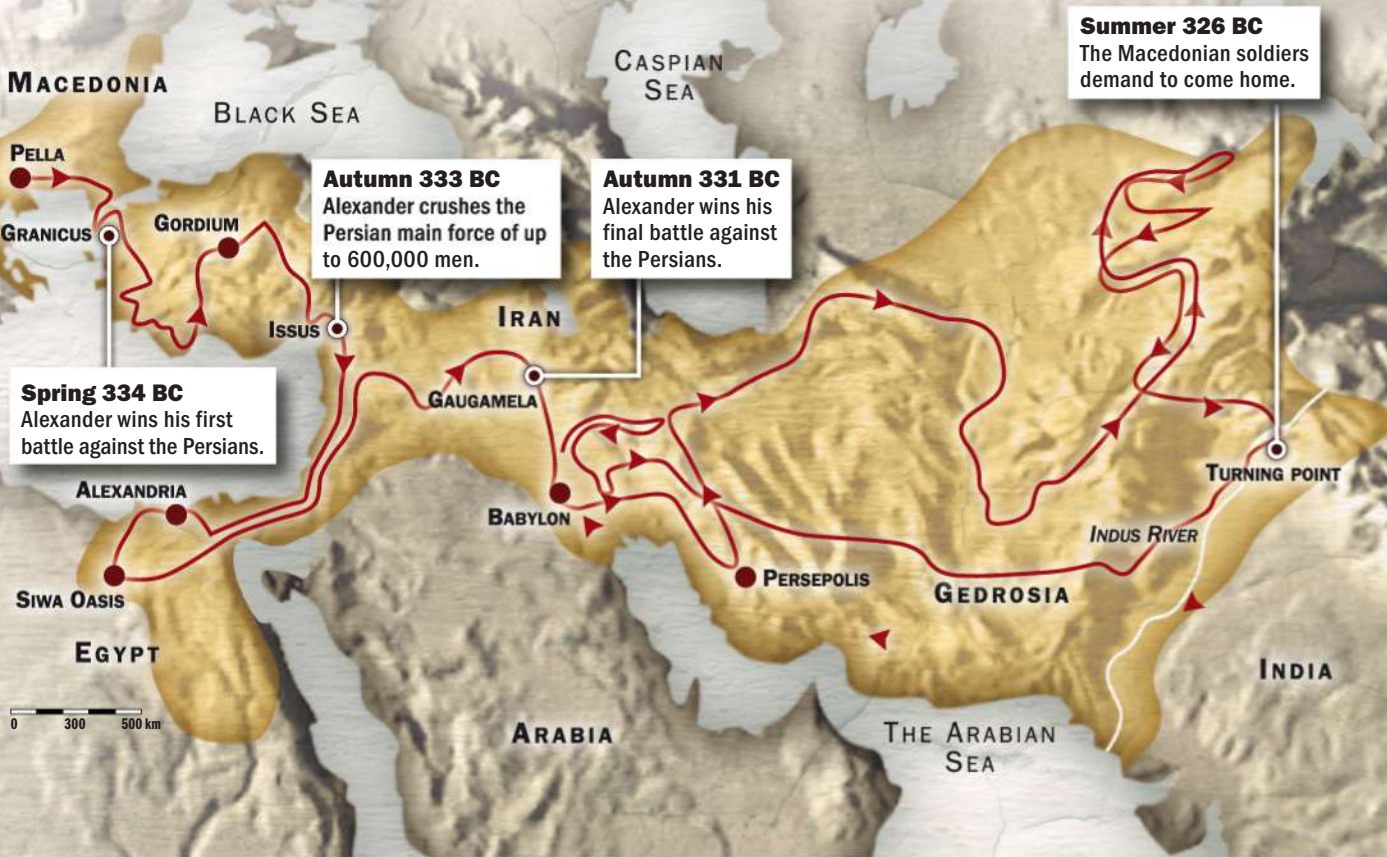 Summer 326 BC
The Macedonian soldiers
demand to come home.
CASPIAN
SEA
MACEDONIA
BLACK SEA
PELLA
Autumn 333 BC
Alexander crushes the
Persian main force of up
to 600,000 men.
Autumn 331 BC
Alexander wins his
final battle against
the Persians.
GRANICUS
GORDIUM
ISSUS
IRAN
Spring 334 BC
Alexander wins his first
battle against the Persians.
GAUGAMELA
TURNING POINT
ALEXANDRIA
BABYLON
INDUS RIVER
SIWA OASIS
PERSEPOLIS
GEDROSIA
EGYPT
INDIA
0 300 500 km
ARABIA
THE ARABIAN
SEA